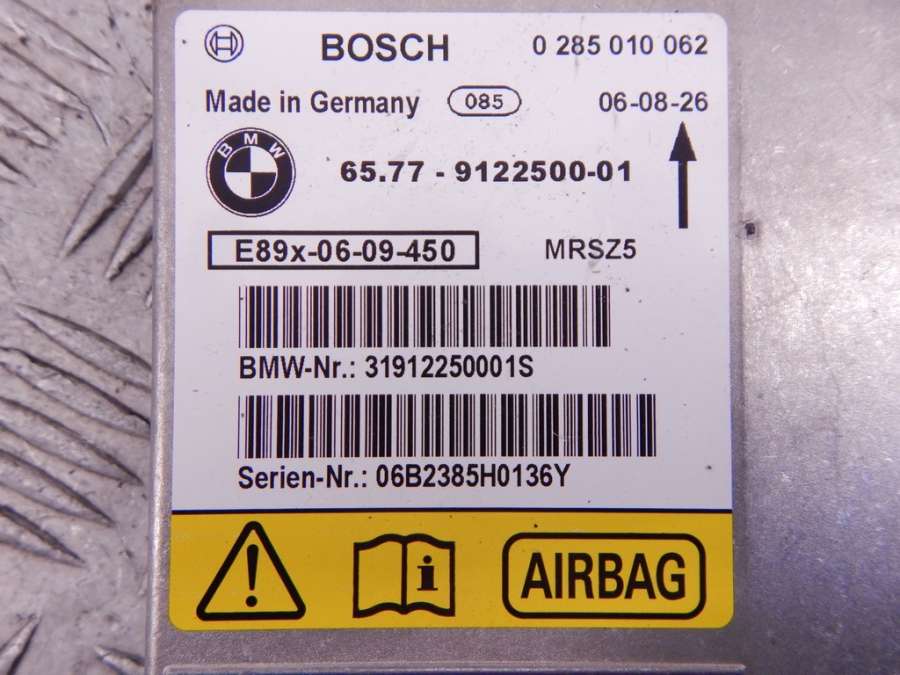 BOSCH 0 285 010 062
Made in Germany 085 06-08-26
BMW 65.77 - 9122500-01
E89x-06-09-450 MRSZ5
BMW-Nr.: 31912250001S
Serien-Nr.: 06B2385H0136Y
i AIRBAG